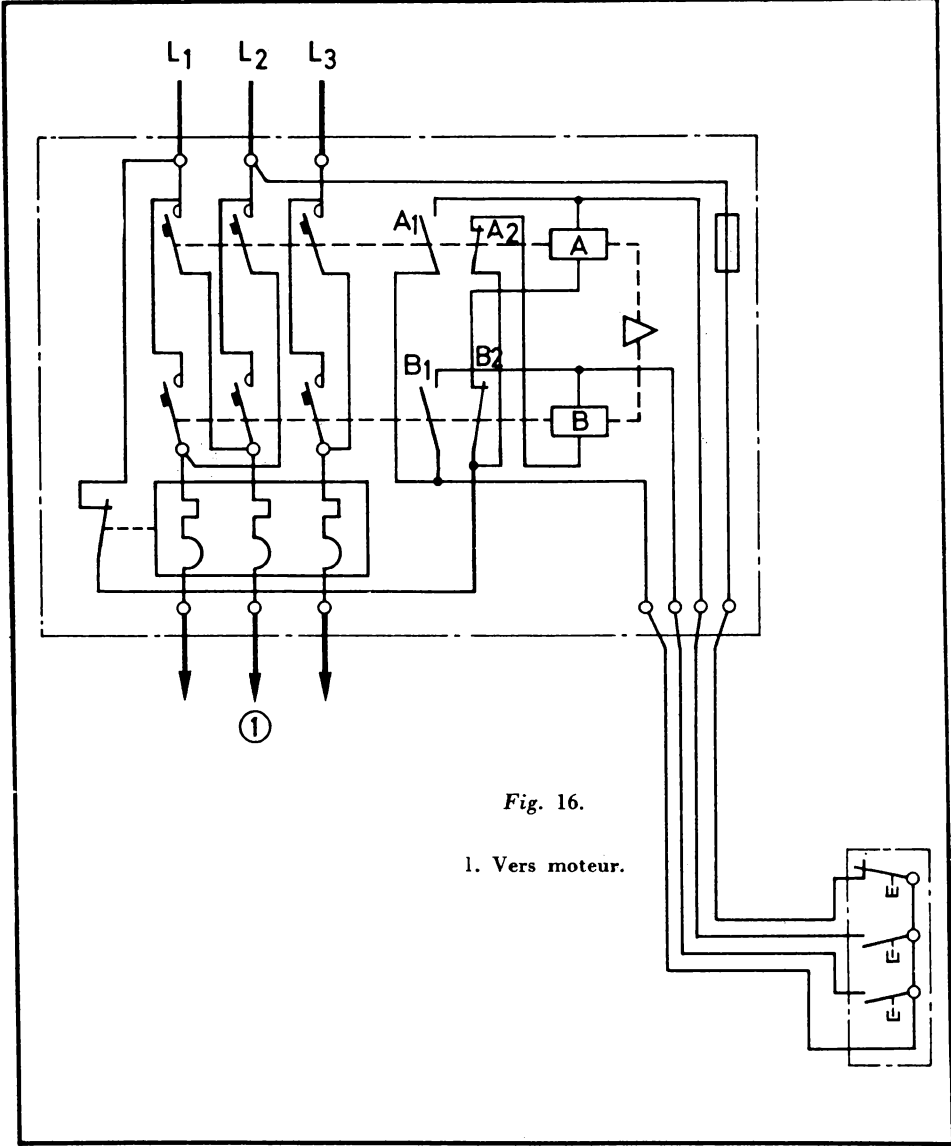 L1 L2 L3
A1 A2 A
B1 B2 B
1
Fig. 16.
1. Vers moteur.